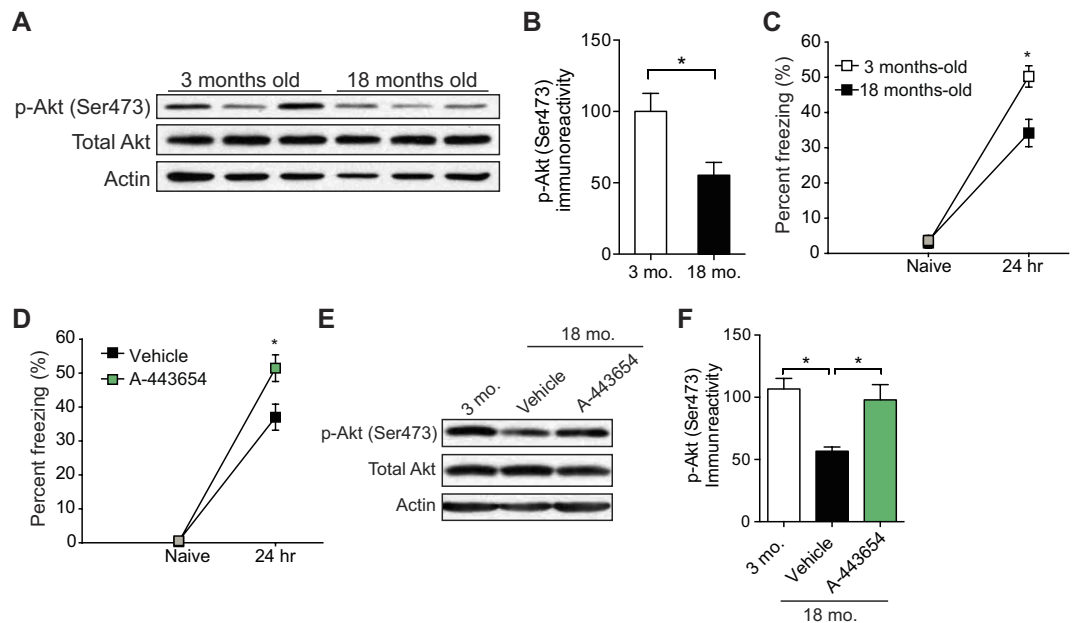 A
3 months old 18 months old
p-Akt (Ser473)
Total Akt
Actin
B
p-Akt (Ser473)
immunoreactivity
150
100
50
0
*
3 mo. 18 mo.
C
Percent freezing (%)
60
50
40
30
20
10
0
3 months-old
18 months-old
*
Naive 24 hr
D
Percent freezing (%)
60
50
40
30
20
10
0
Vehicle
A-443654
*
Naive 24 hr
E
18 mo.
3 mo. Vehicle A-443654
p-Akt (Ser473)
Total Akt
Actin
F
p-Akt (Ser473)
Immunreactivity
150
100
50
0
* *
3 mo. Vehicle A-443654
18 mo.